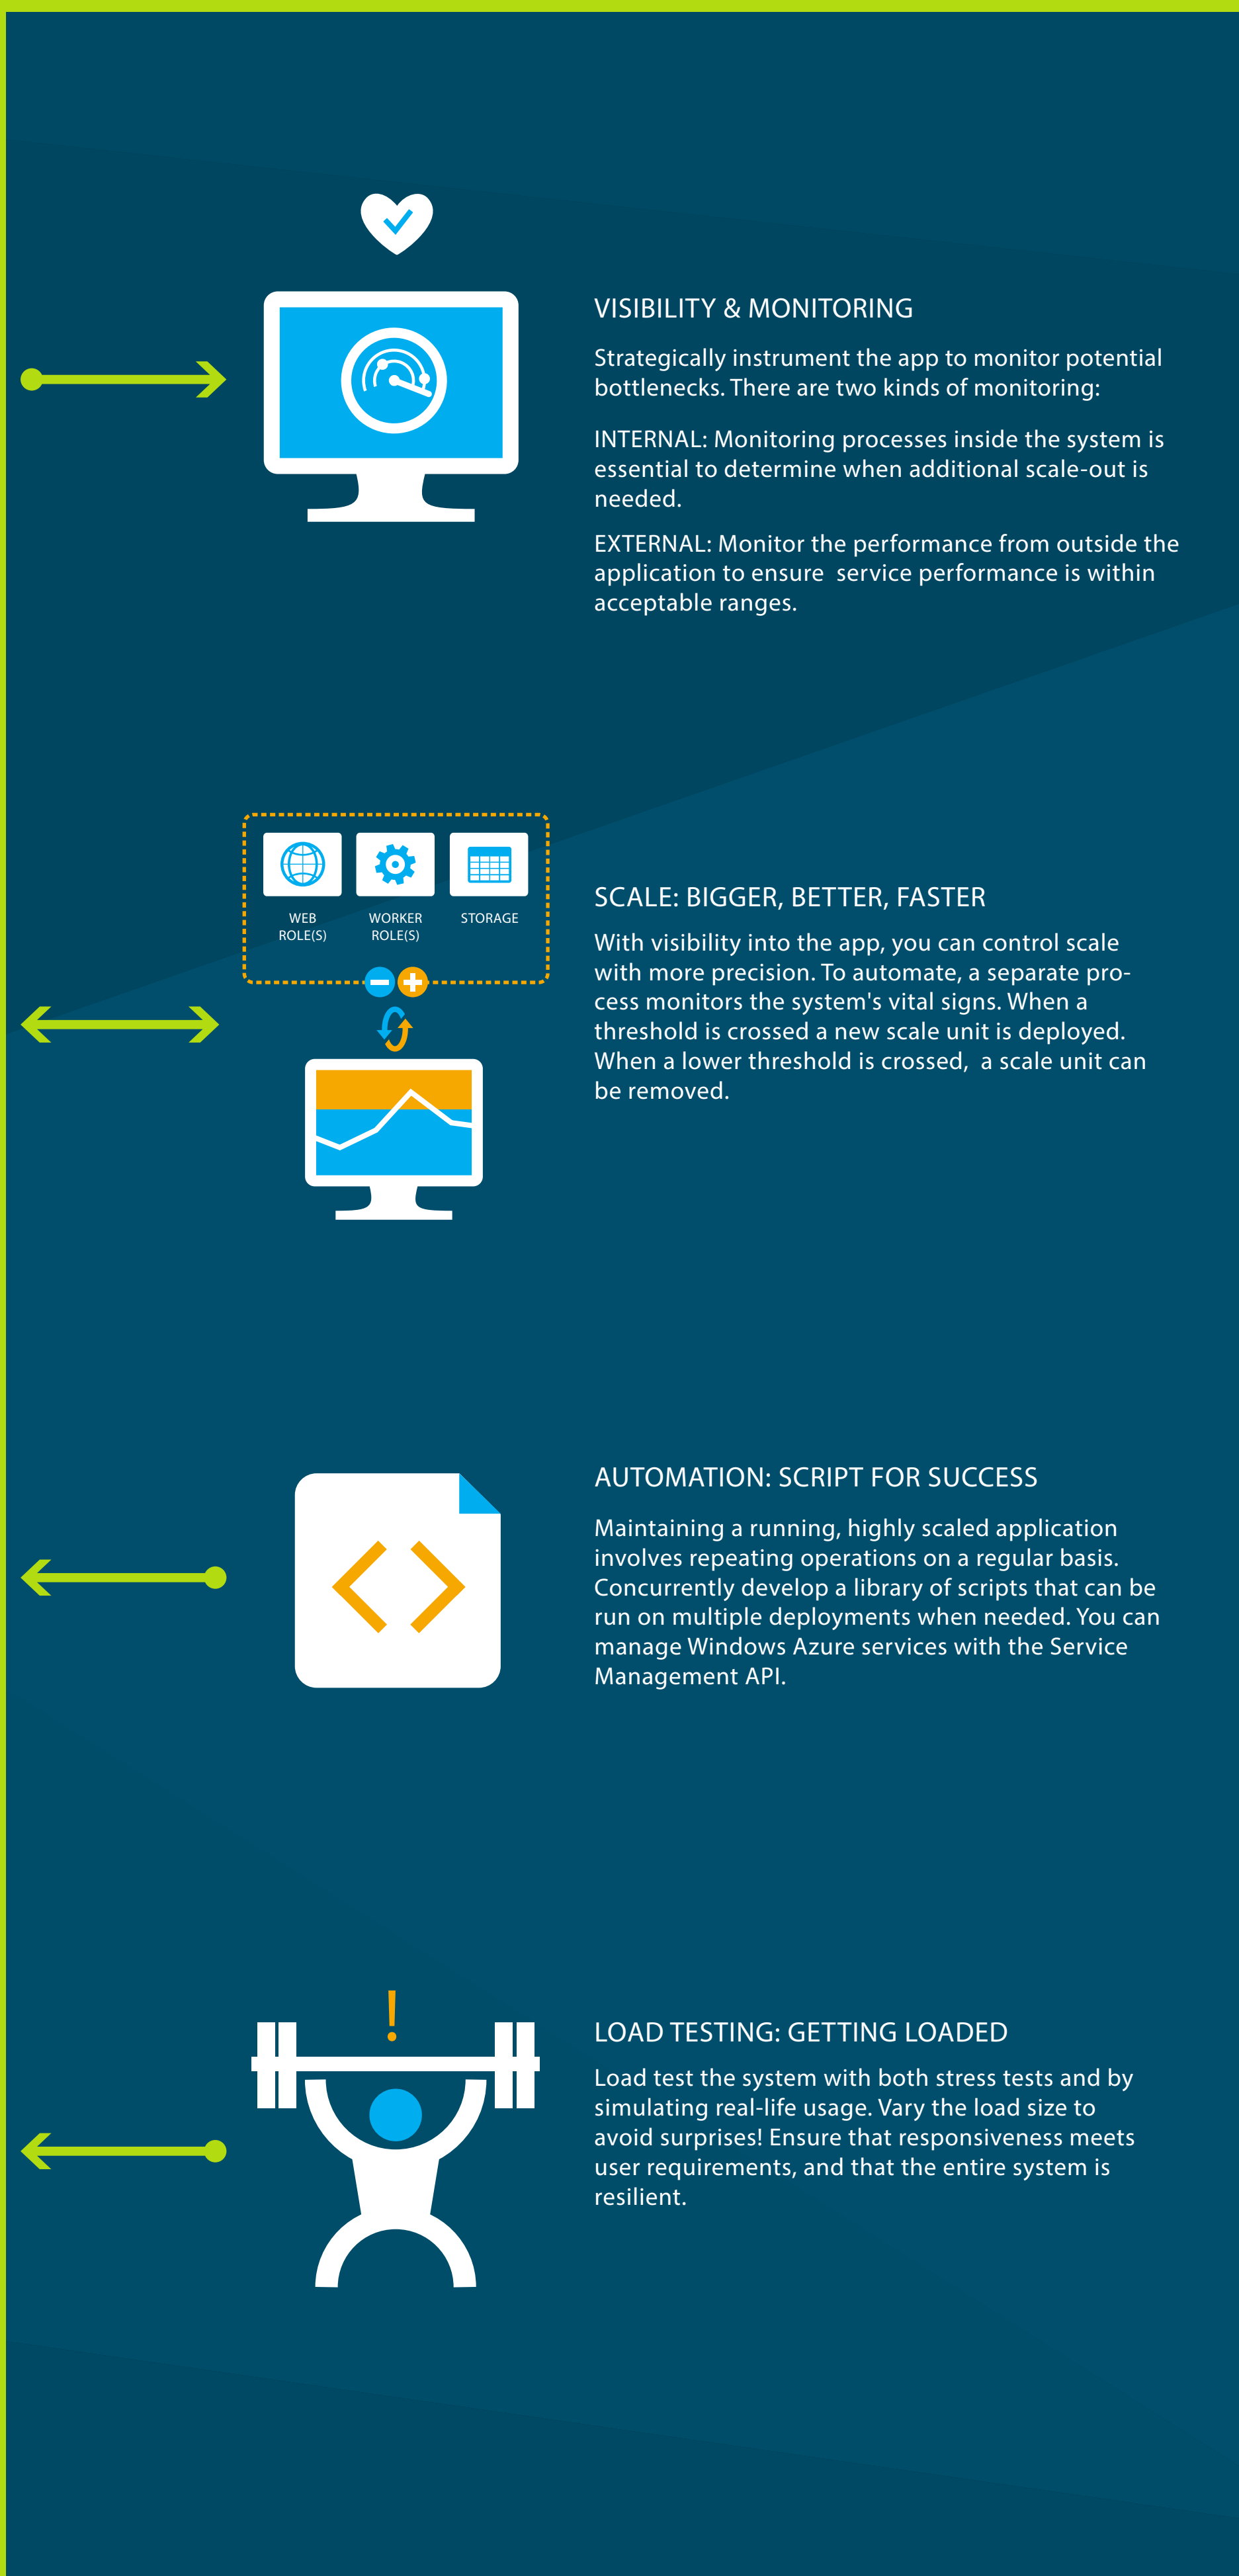 VISIBILITY & MONITORING
Strategically instrument the app to monitor potential
bottlenecks. There are two kinds of monitoring:
INTERNAL: Monitoring processes inside the system is
essential to determine when additional scale-out is
needed.
EXTERNAL: Monitor the performance from outside the
application to ensure  service performance is within
acceptable ranges.
WEB
ROLE(S)
WORKER
ROLE(S)
STORAGE
SCALE: BIGGER, BETTER, FASTER
With visibility into the app, you can control scale
with more precision. To automate, a separate pro-
cess monitors the system's vital signs. When a
threshold is crossed a new scale unit is deployed.
When a lower threshold is crossed,  a scale unit can
be removed.
AUTOMATION: SCRIPT FOR SUCCESS
Maintaining a running, highly scaled application
involves repeating operations on a regular basis.
Concurrently develop a library of scripts that can be
run on multiple deployments when needed. You can
manage Windows Azure services with the Service
Management API.
!
LOAD TESTING: GETTING LOADED
Load test the system with both stress tests and by
simulating real-life usage. Vary the load size to
avoid surprises! Ensure that responsiveness meets
user requirements, and that the entire system is
resilient.